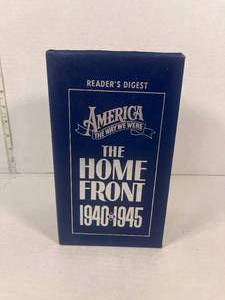 READER'S DIGEST
AMERICA
THE WAY WE WERE
THE
HOME
FRONT
1940-1945